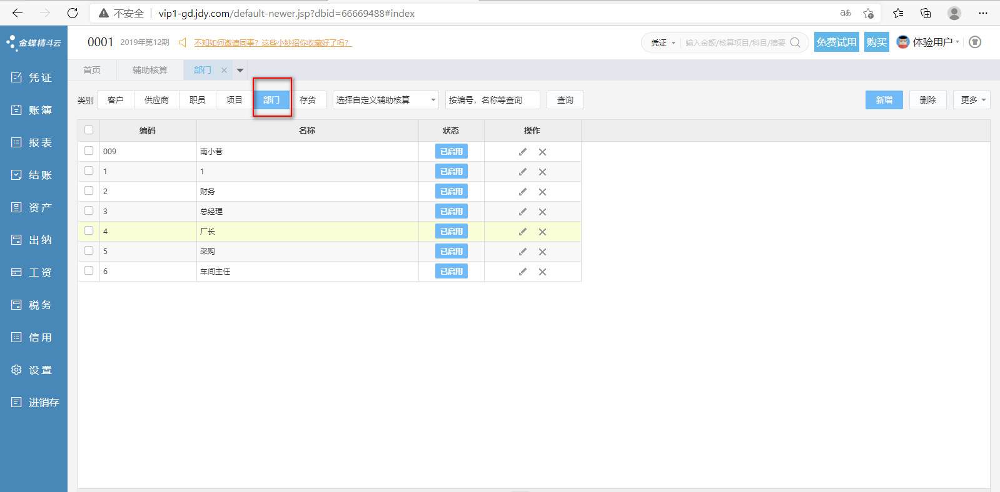 不安全 vip1-gd.jdy.com/default-newer.jsp?dbid=66669488#index aあ
金蝶精斗云
0001 2019年第12期 不知如何邀请同事？这些小妙招你收藏好了吗？ 凭证 输入金额/核算项目/科目/摘要 免费试用 购买 体验用户
首页 辅助核算 部门
类别 客户 供应商 职员 项目 部门 存货 选择自定义辅助核算 按编号，名称等查询 查询 新增 删除 更多
凭证
账簿
报表
结账
资产
出纳
工资
税务
信用
设置
进销存
编码 名称 状态 操作
009 南小巷 已启用
1 1 已启用
2 财务 已启用
3 总经理 已启用
4 厂长 已启用
5 采购 已启用
6 车间主任 已启用